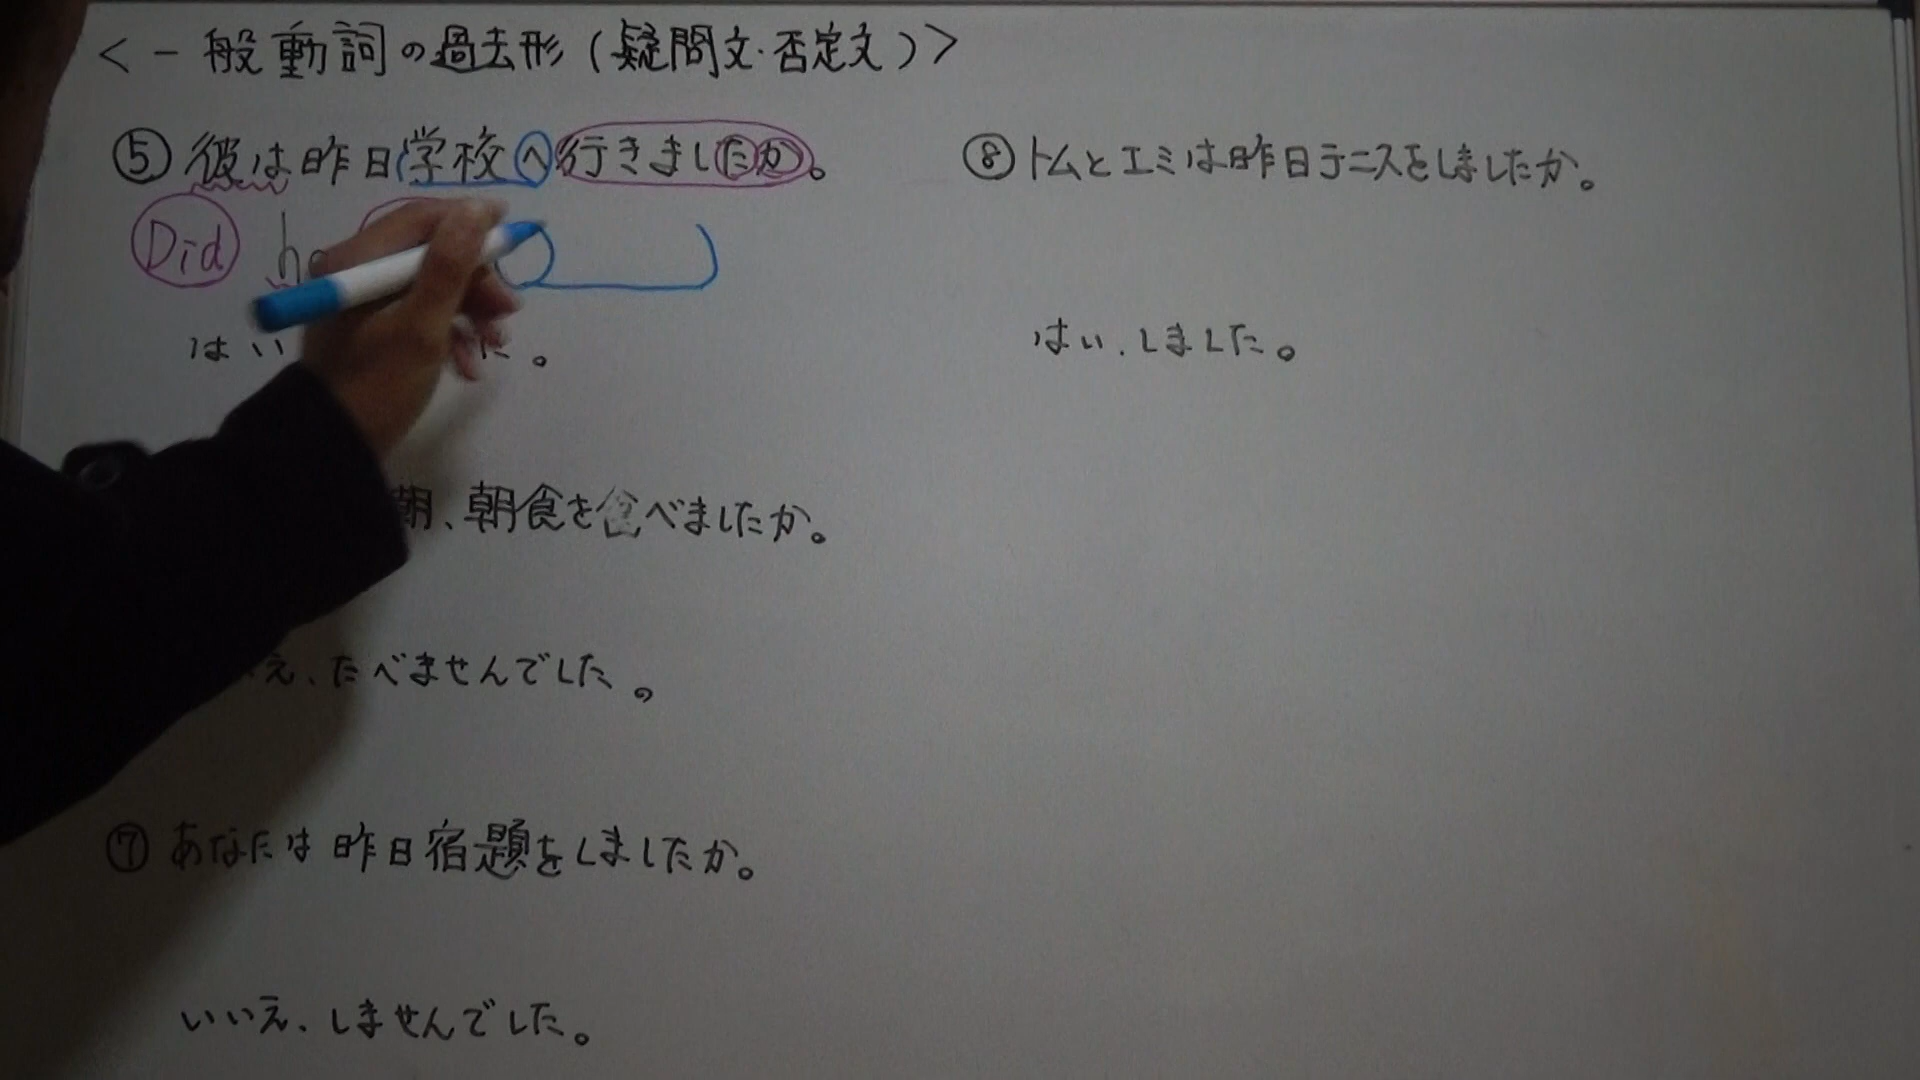 <一般動詞の過去形(疑問文・否定文)>
⑤彼は昨日学校へ行きましたか。
Did he
はい た。
朝、朝食を食べましたか。
え、たべませんでした。
⑦あなたは昨日宿題をしましたか。
いいえ、しませんでした。
⑧トムとエミは昨日テニスをしましたか。
はい、しました。